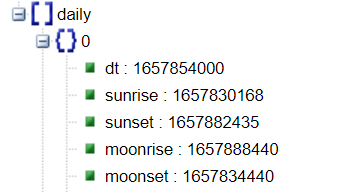 daily
0
dt : 1657854000
sunrise : 1657830168
sunset : 1657882435
moonrise : 1657888440
moonset : 1657834440